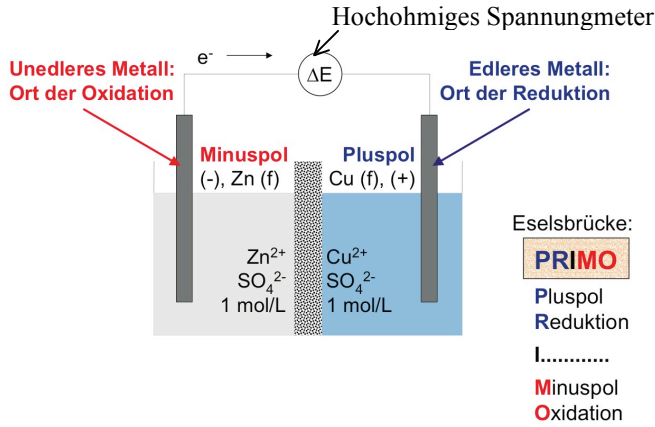 Hochohmiges Spannungmeter
e⁻
ΔE
Unedleres Metall:
Ort der Oxidation
Edleres Metall:
Ort der Reduktion
Minuspol
(-), Zn (f)
Pluspol
Cu (f), (+)
Zn²⁺
SO₄²⁻
1 mol/L
Cu²⁺
SO₄²⁻
1 mol/L
Eselsbrücke:
PRIMO
Pluspol
Reduktion
I............
Minuspol
Oxidation